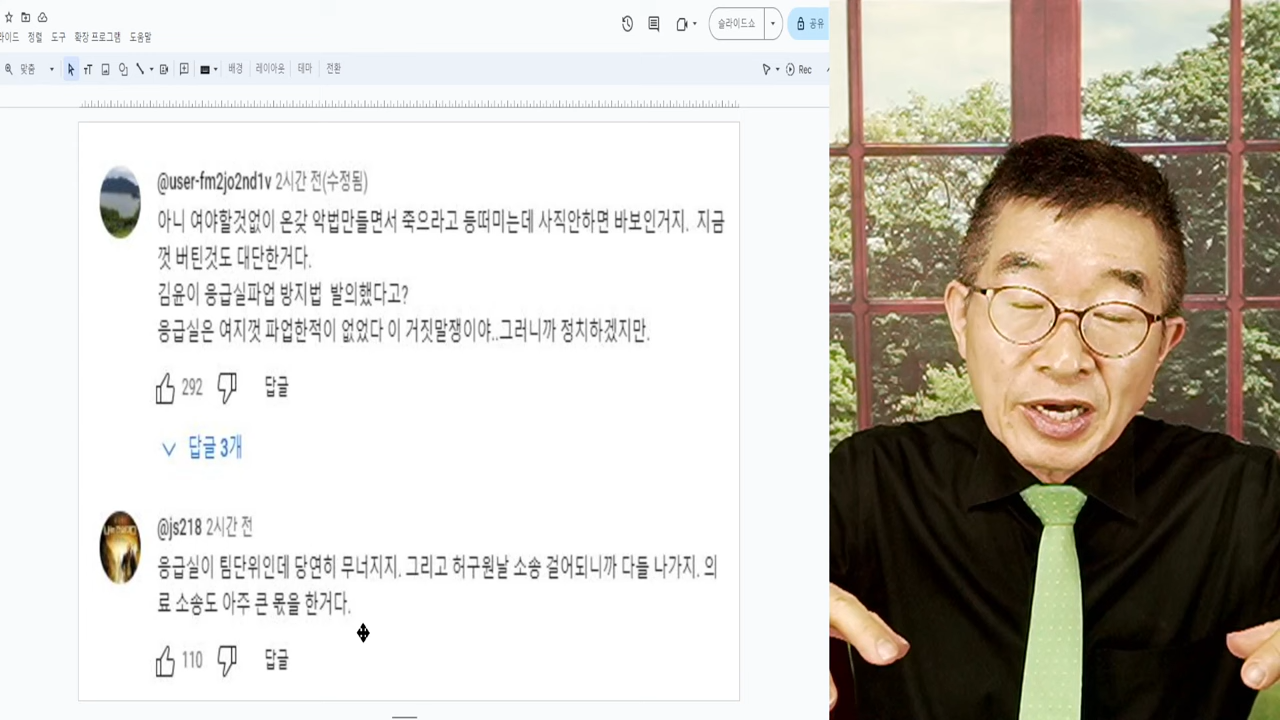 라이드 정렬 도구 확장 프로그램 도움말
슬라이드쇼
공유
맞춤
배경 레이아웃 테마 전환
Rec
@user-fm2jo2nd1v 2시간 전(수정됨)
아니 여야할것없이 온갖 악법만들면서 죽으라고 등떠미는데 사직안하면 바보인거지. 지금
껏 버틴것도 대단한거다.
김윤이 응급실파업 방지법 발의했다고?
응급실은 여지껏 파업한적이 없었다 이 거짓말쟁이야..그러니까 정치하겠지만.
292 답글
답글 3개
@js218 2시간 전
응급실이 팀단위인데 당연히 무너지지. 그리고 허구원날 소송 걸어되니까 다들 나가지. 의
료 소송도 아주 큰 몫을 한거다.
110 답글